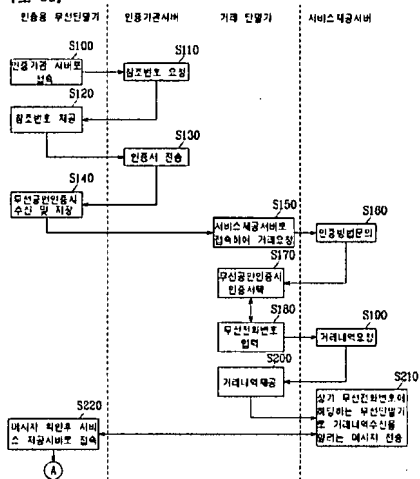 인증용 무선단말기
인증기관서버
거래 단말기
서비스제공서버
S100
인증기관 서버로
접속
S110
참조번호 요청
S120
참조번호 제공
S130
인증서 전송
S140
무선공인인증서
수신 및 저장
S150
서비스제공서버로
접속하여 거래요청
S160
인증방법문의
S170
무선공인인증서
인증선택
S180
무선전화번호
입력
S190
거래내역요청
S200
거래내역제공
S210
상기 무선전화번호에
해당하는 무선단말기
로 거래내역수신을
알리는 메시지 전송
S220
메시지 확인후 서비
스 제공서버로 접속
A